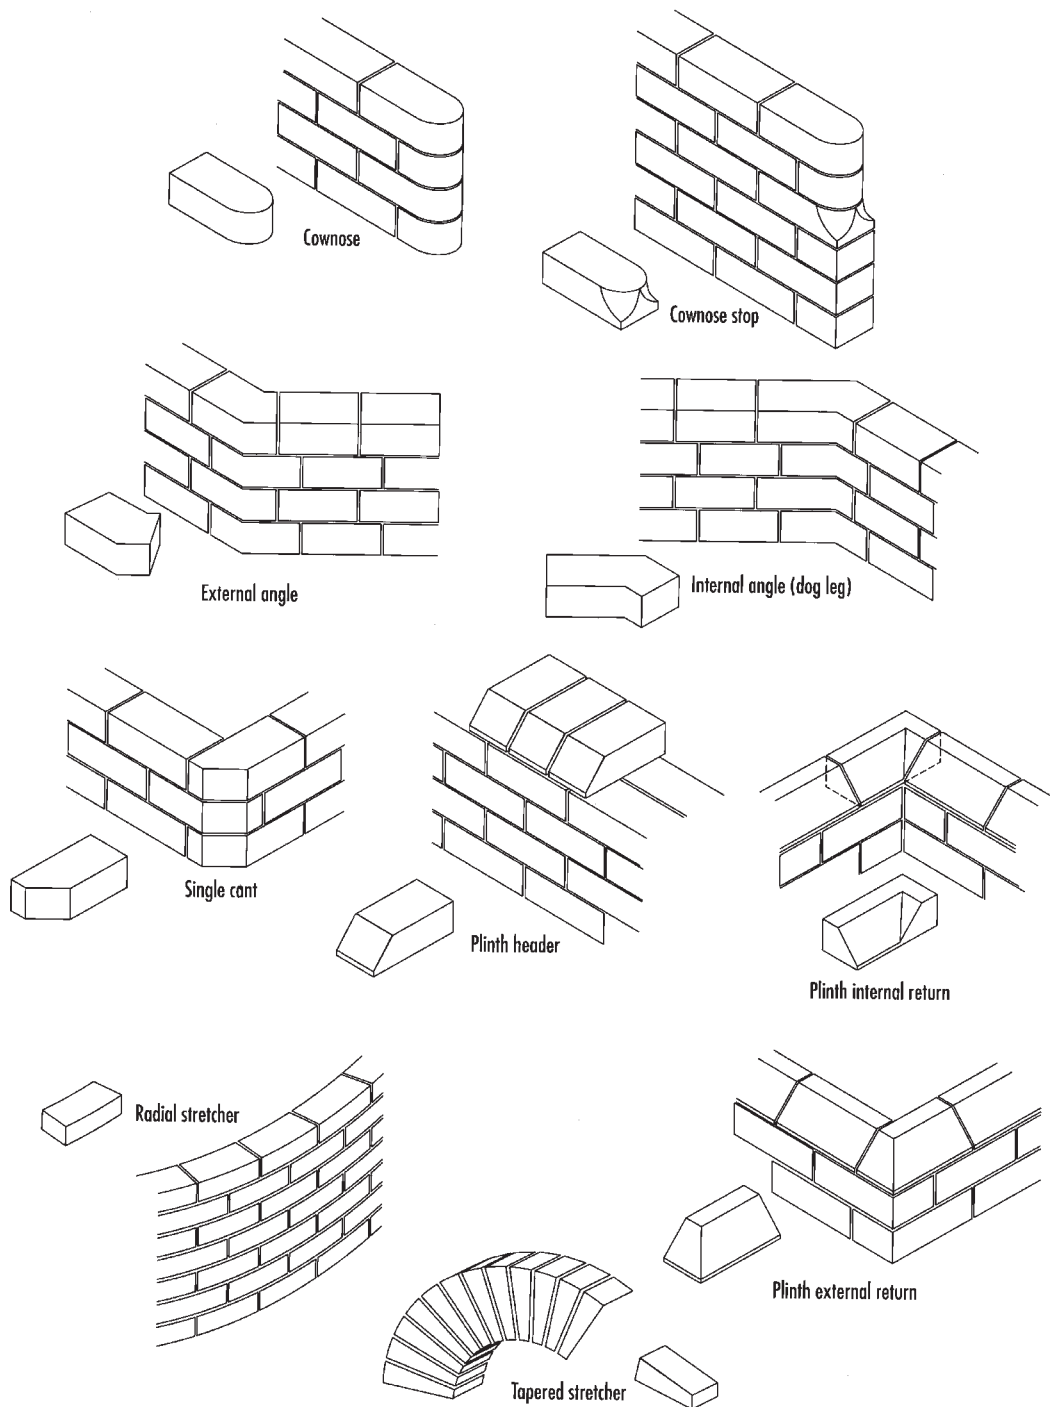 Cownose
Cownose stop
External angle
Internal angle (dog leg)
Single cant
Plinth header
Plinth internal return
Radial stretcher
Plinth external return
Tapered stretcher